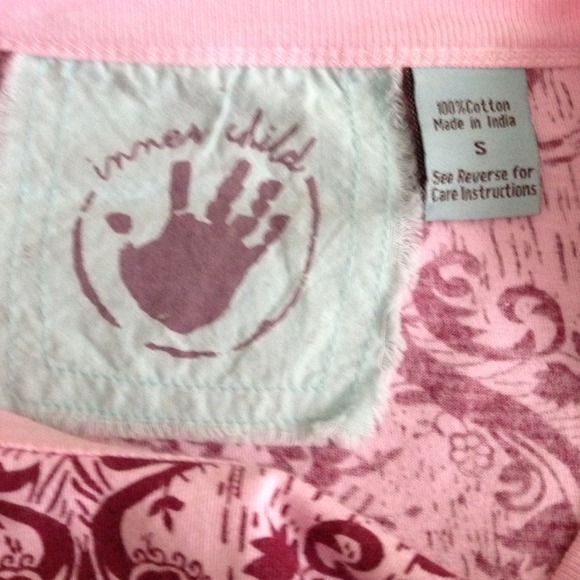 inner child
100%Cotton
Made in India
S
See Reverse for
Care Instructions